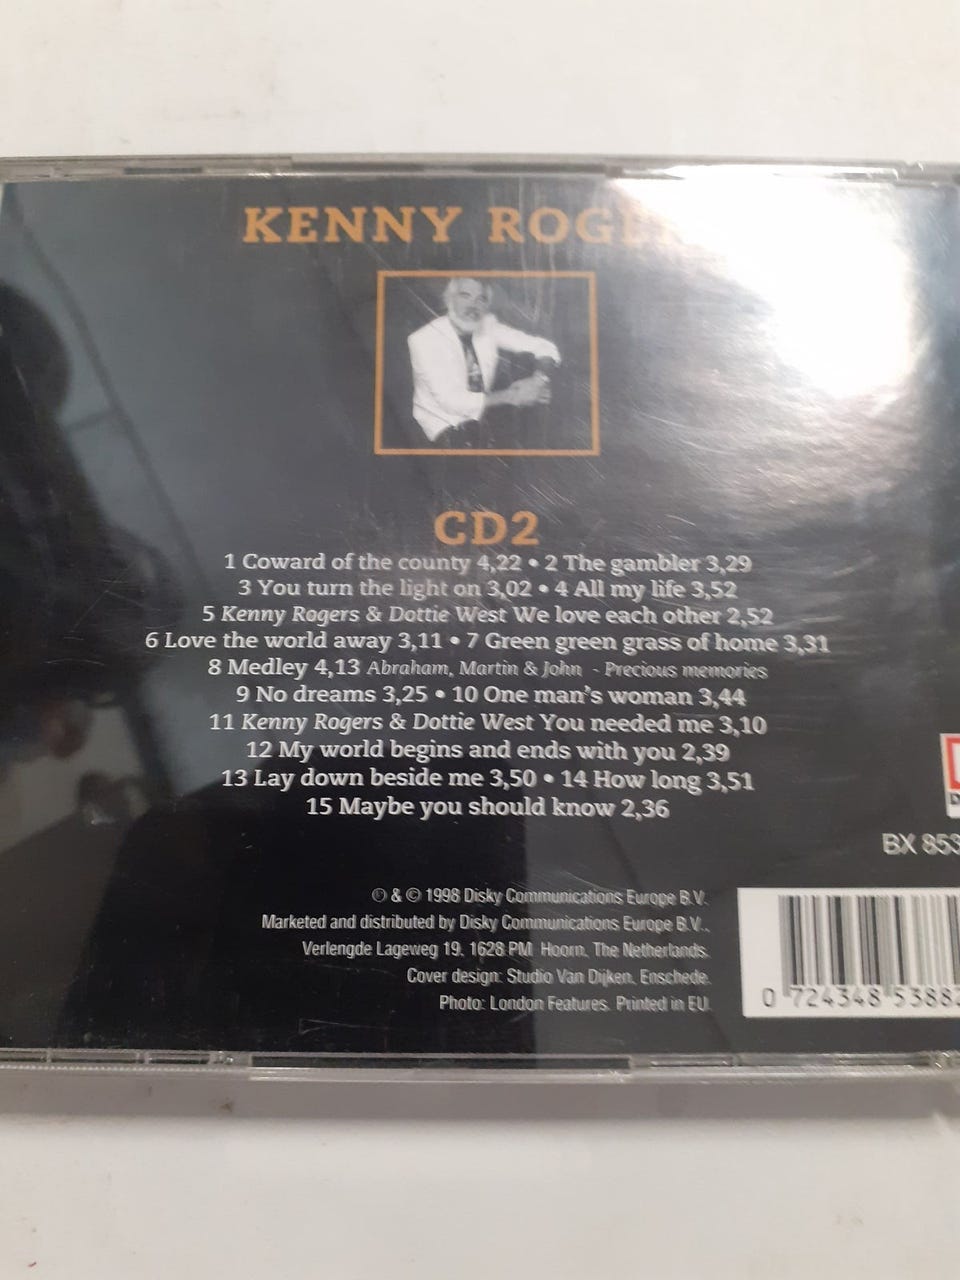 KENNY ROGE
CD2
1 Coward of the county 4,22 • 2 The gambler 3,29
3 You turn the light on 3,02 • 4 All my life 3,52
5 Kenny Rogers & Dottie West We love each other 2,52
6 Love the world away 3,11 • 7 Green green grass of home 3,31
8 Medley 4,13 Abraham, Martin & John - Precious memories
9 No dreams 3,25 • 10 One man's woman 3,44
11 Kenny Rogers & Dottie West You needed me 3,10
12 My world begins and ends with you 2,39
13 Lay down beside me 3,50 • 14 How long 3,51
15 Maybe you should know 2,36
BX 853
℗ & © 1998 Disky Communications Europe B.V.
Marketed and distributed by Disky Communications Europe B.V.,
Verlengde Lageweg 19, 1628 PM Hoorn, The Netherlands.
Cover design: Studio Van Dijken, Enschede.
Photo: London Features. Printed in EU.
0 724348 53882